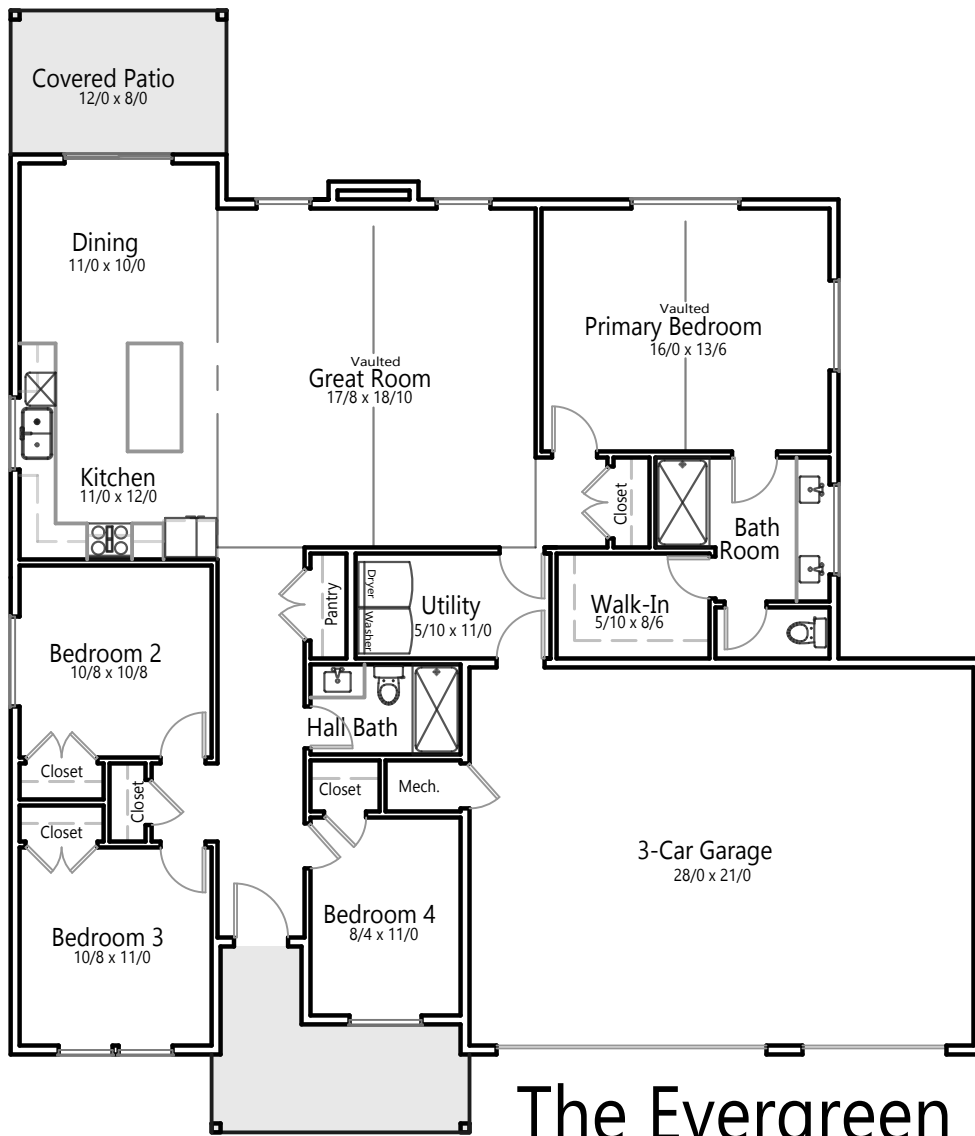 Covered Patio
12/0 x 8/0
Dining
11/0 x 10/0
Vaulted
Great Room
17/8 x 18/10
Vaulted
Primary Bedroom
16/0 x 13/6
Kitchen
11/0 x 12/0
Closet
Bath
Room
Pantry
Dryer
Washer
Utility
5/10 x 11/0
Walk-In
5/10 x 8/6
Bedroom 2
10/8 x 10/8
Hall Bath
Closet
Closet
Closet
Mech.
Closet
3-Car Garage
28/0 x 21/0
Bedroom 4
8/4 x 11/0
Bedroom 3
10/8 x 11/0
The Evergreen